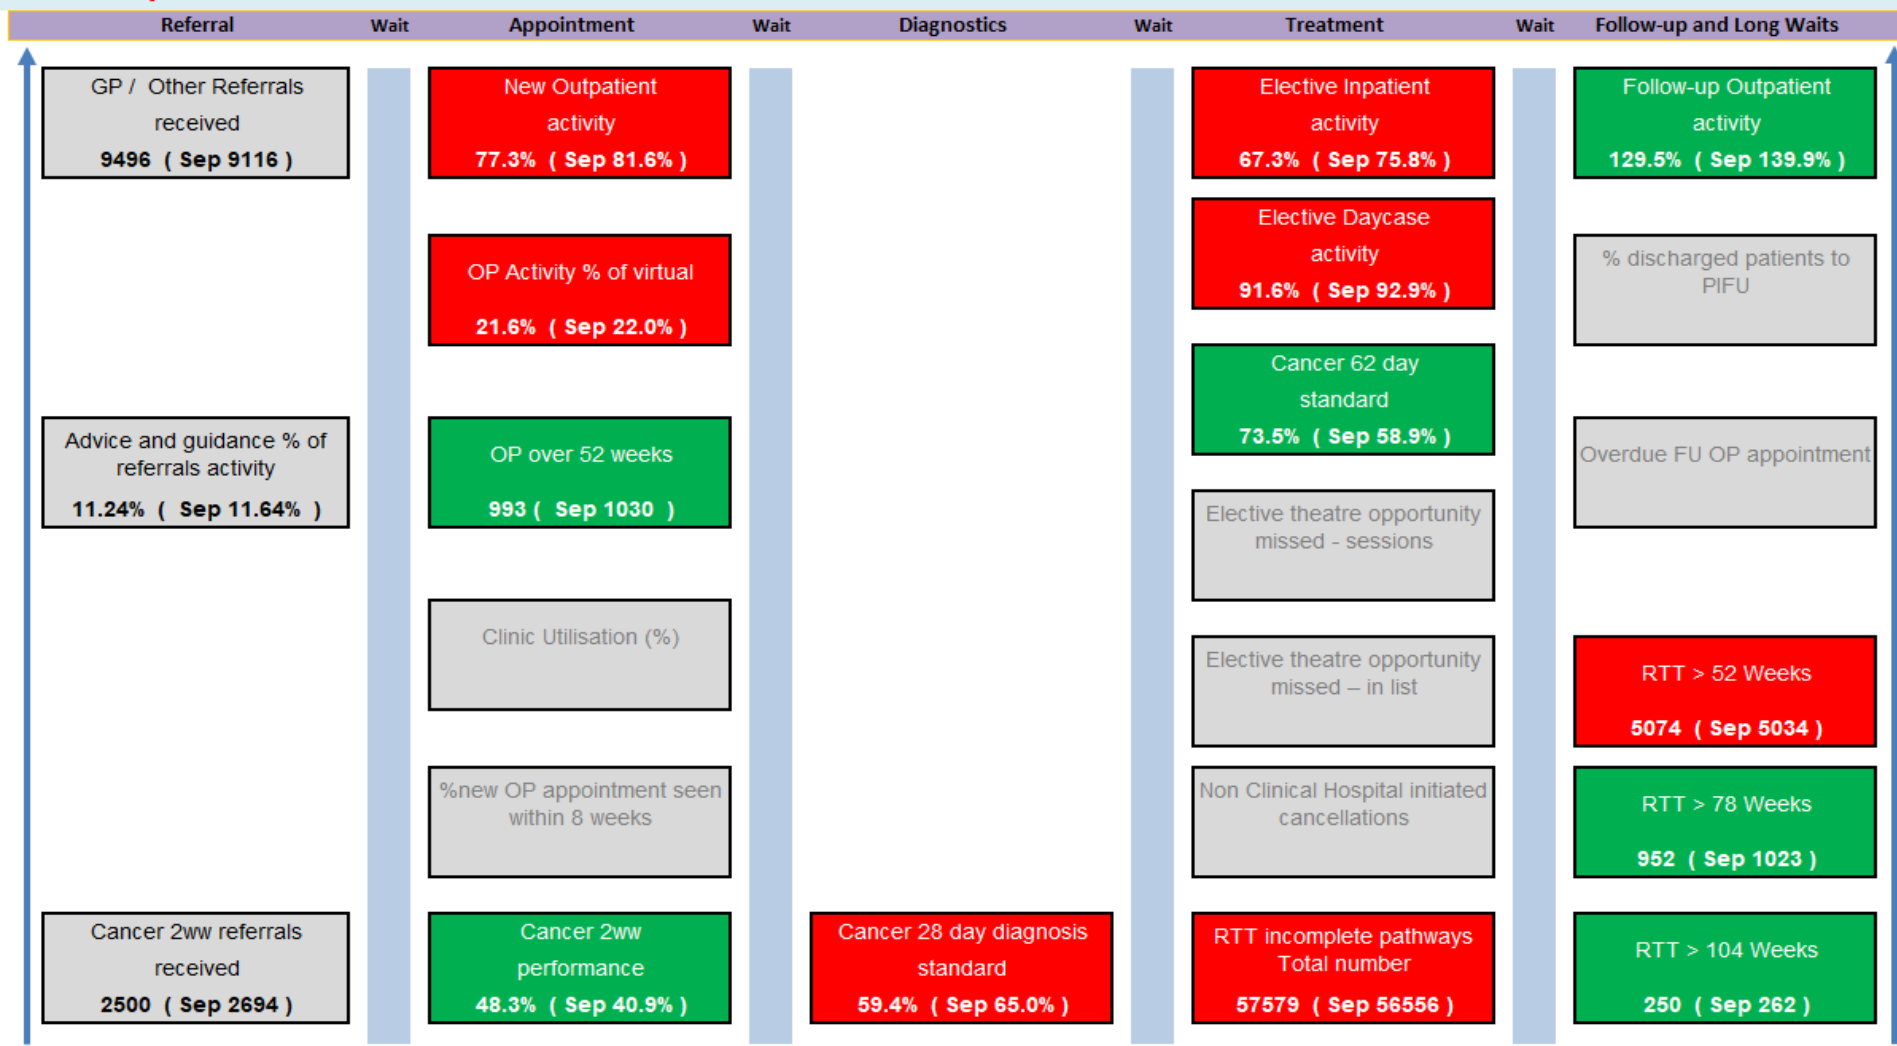 Referral Wait Appointment Wait Diagnostics Wait Treatment Wait Follow-up and Long Waits
GP / Other Referrals
received
9496 ( Sep 9116 )
Advice and guidance % of
referrals activity
11.24% ( Sep 11.64% )
Cancer 2ww referrals
received
2500 ( Sep 2694 )
New Outpatient
activity
77.3% ( Sep 81.6% )
OP Activity % of virtual
21.6% ( Sep 22.0% )
OP over 52 weeks
993 ( Sep 1030 )
Clinic Utilisation (%)
%new OP appointment seen
within 8 weeks
Cancer 2ww
performance
48.3% ( Sep 40.9% )
Cancer 28 day diagnosis
standard
59.4% ( Sep 65.0% )
Elective Inpatient
activity
67.3% ( Sep 75.8% )
Elective Daycase
activity
91.6% ( Sep 92.9% )
Cancer 62 day
standard
73.5% ( Sep 58.9% )
Elective theatre opportunity
missed - sessions
Elective theatre opportunity
missed – in list
Non Clinical Hospital initiated
cancellations
RTT incomplete pathways
Total number
57579 ( Sep 56556 )
Follow-up Outpatient
activity
129.5% ( Sep 139.9% )
% discharged patients to
PIFU
Overdue FU OP appointment
RTT > 52 Weeks
5074 ( Sep 5034 )
RTT > 78 Weeks
952 ( Sep 1023 )
RTT > 104 Weeks
250 ( Sep 262 )